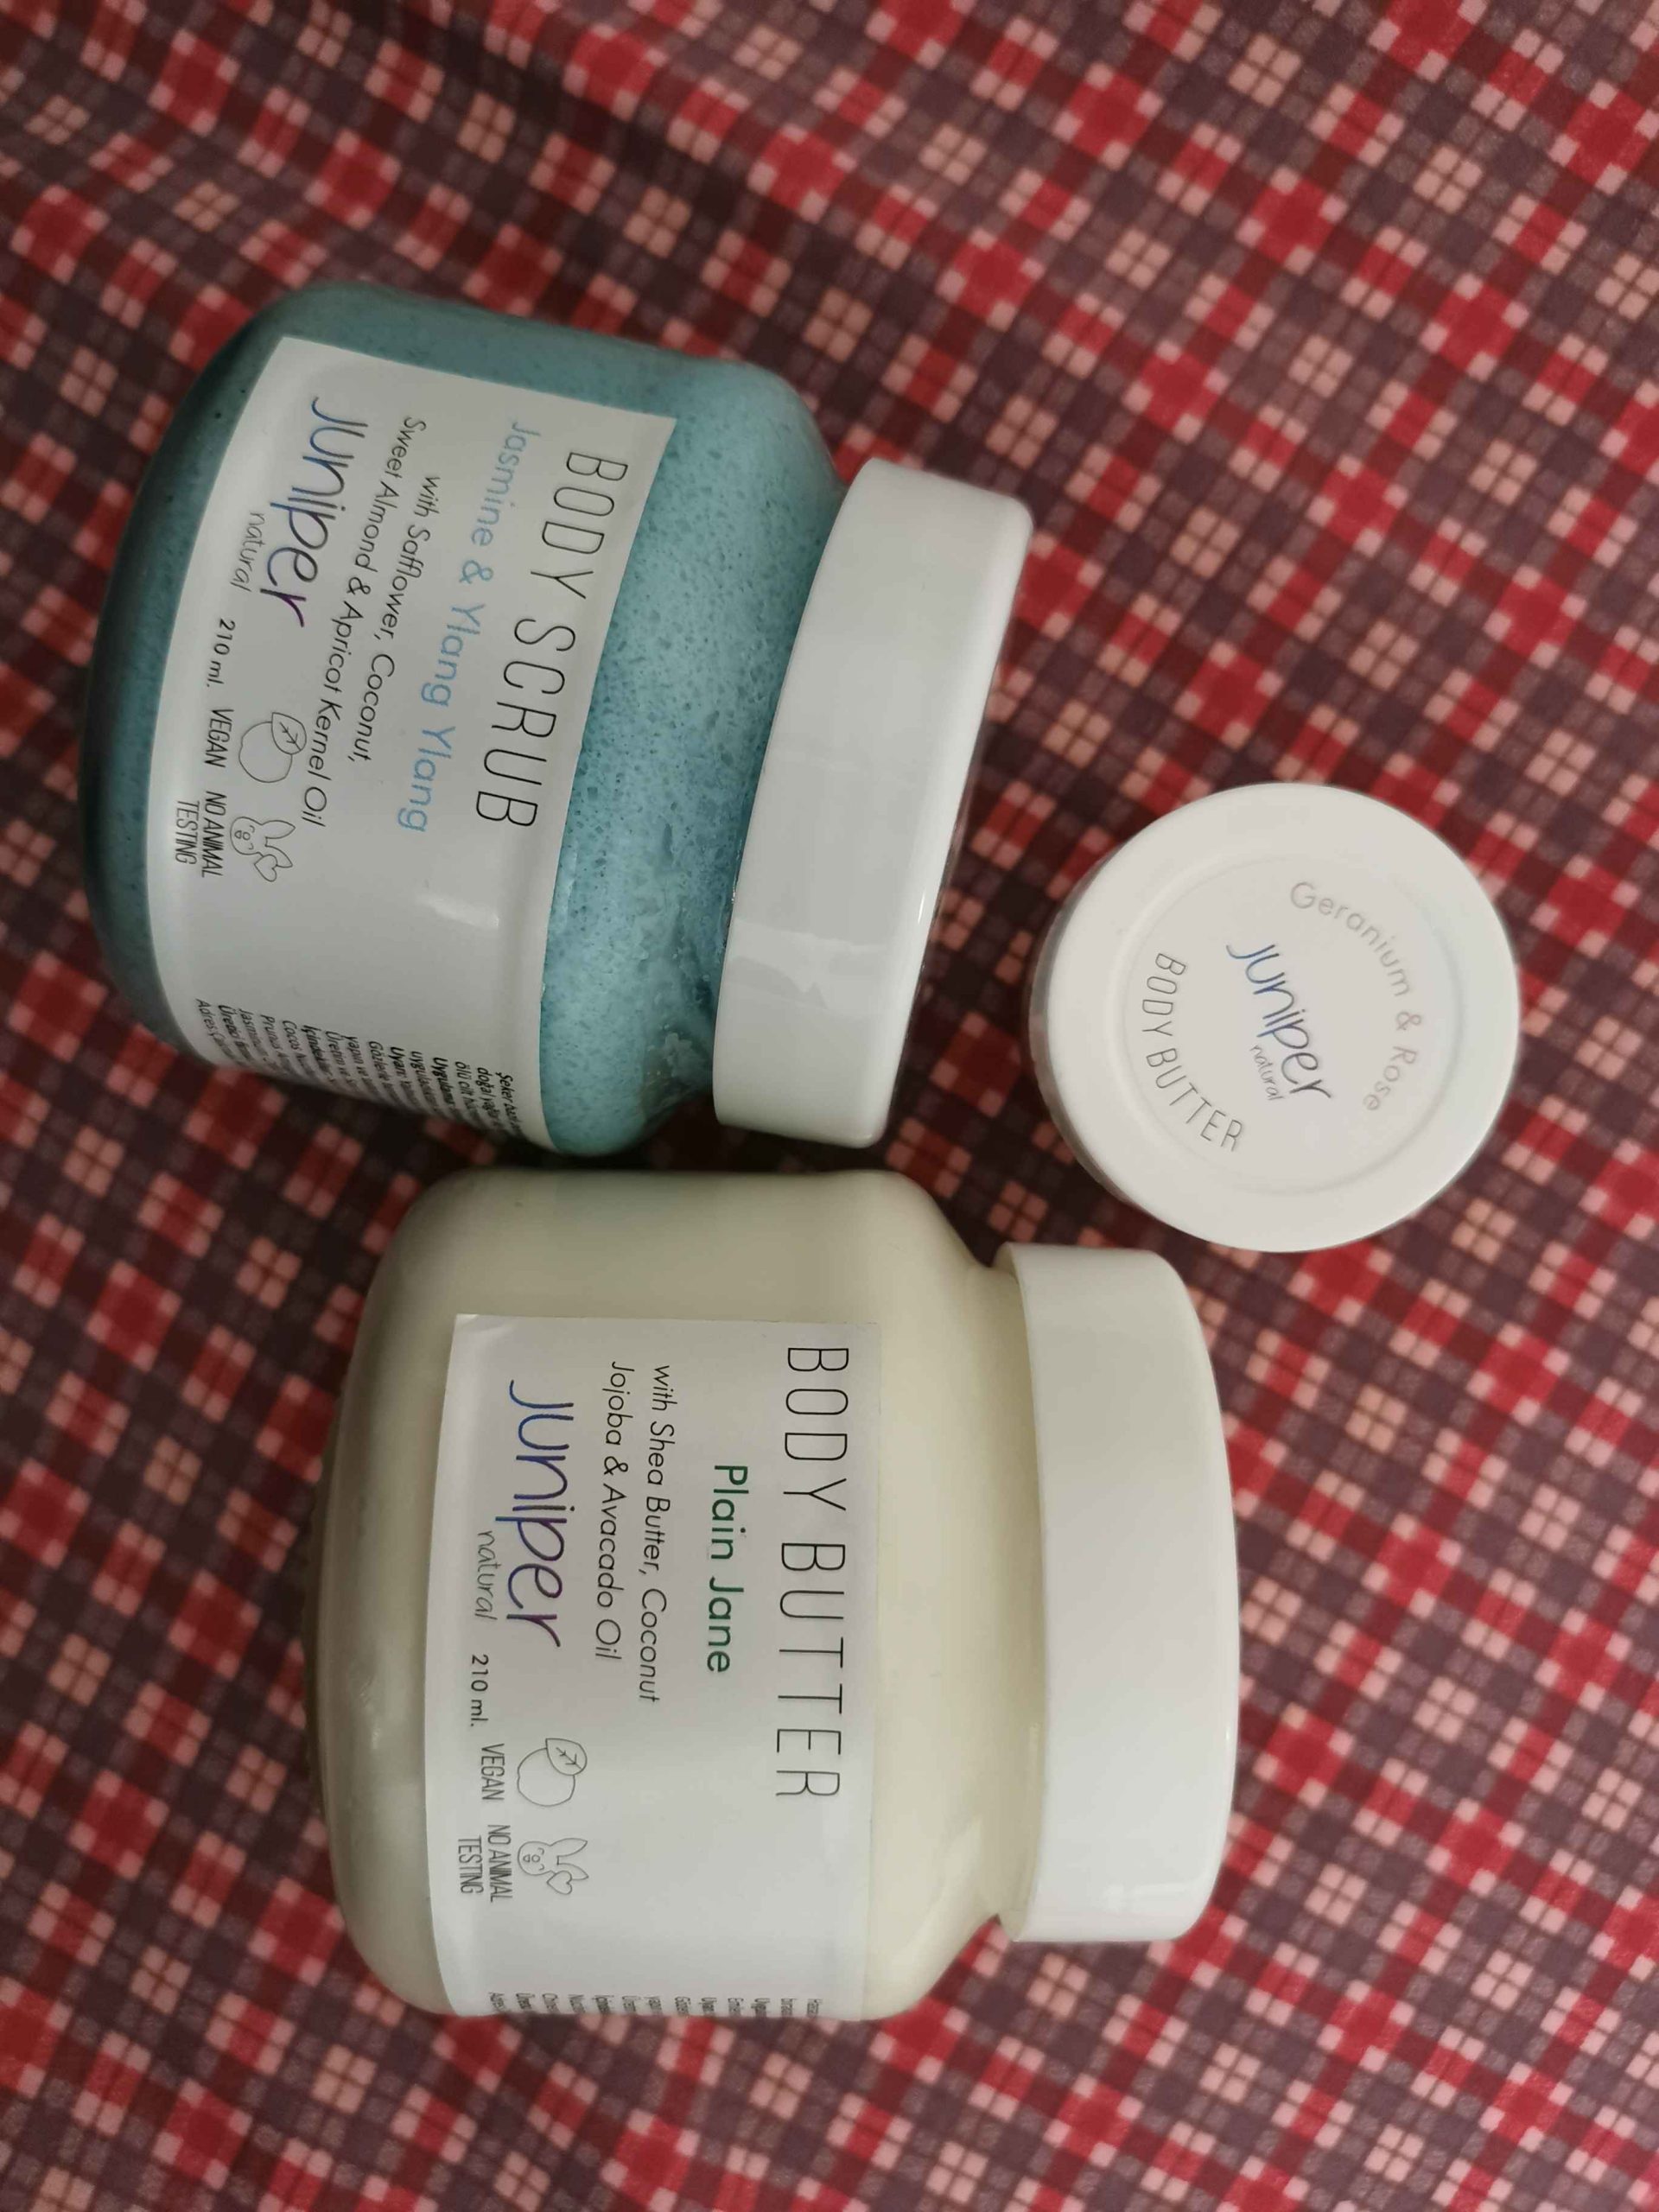 BODY SCRUB
Jasmine & Ylang Ylang
with Safflower, Coconut,
Sweet Almond & Apricot Kernel Oil
Juniper
natural
210 ml.
VEGAN
NO ANIMAL
TESTING
Geranium & Rose
Juniper
natural
BODY BUTTER
BODY BUTTER
Plain Jane
with Shea Butter, Coconut
Jojoba & Avacado Oil
Juniper
natural
210 ml.
VEGAN
NO ANIMAL
TESTING